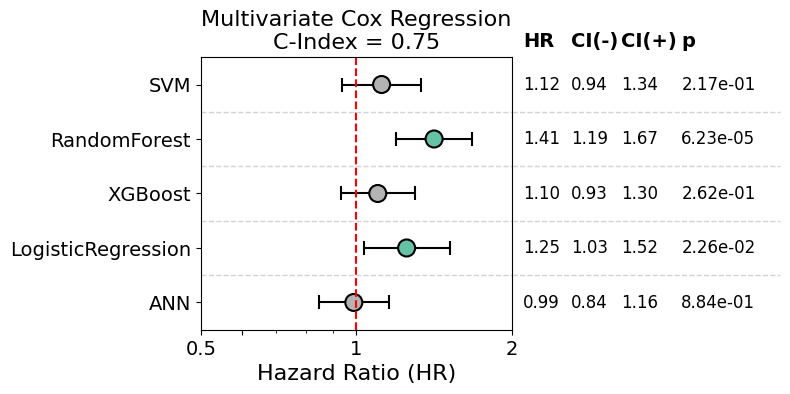 Multivariate Cox Regression
C-Index = 0.75
HR CI(-) CI(+) p
SVM 1.12 0.94 1.34 2.17e-01
RandomForest 1.41 1.19 1.67 6.23e-05
XGBoost 1.10 0.93 1.30 2.62e-01
LogisticRegression 1.25 1.03 1.52 2.26e-02
ANN 0.99 0.84 1.16 8.84e-01
0.5 1 2
Hazard Ratio (HR)